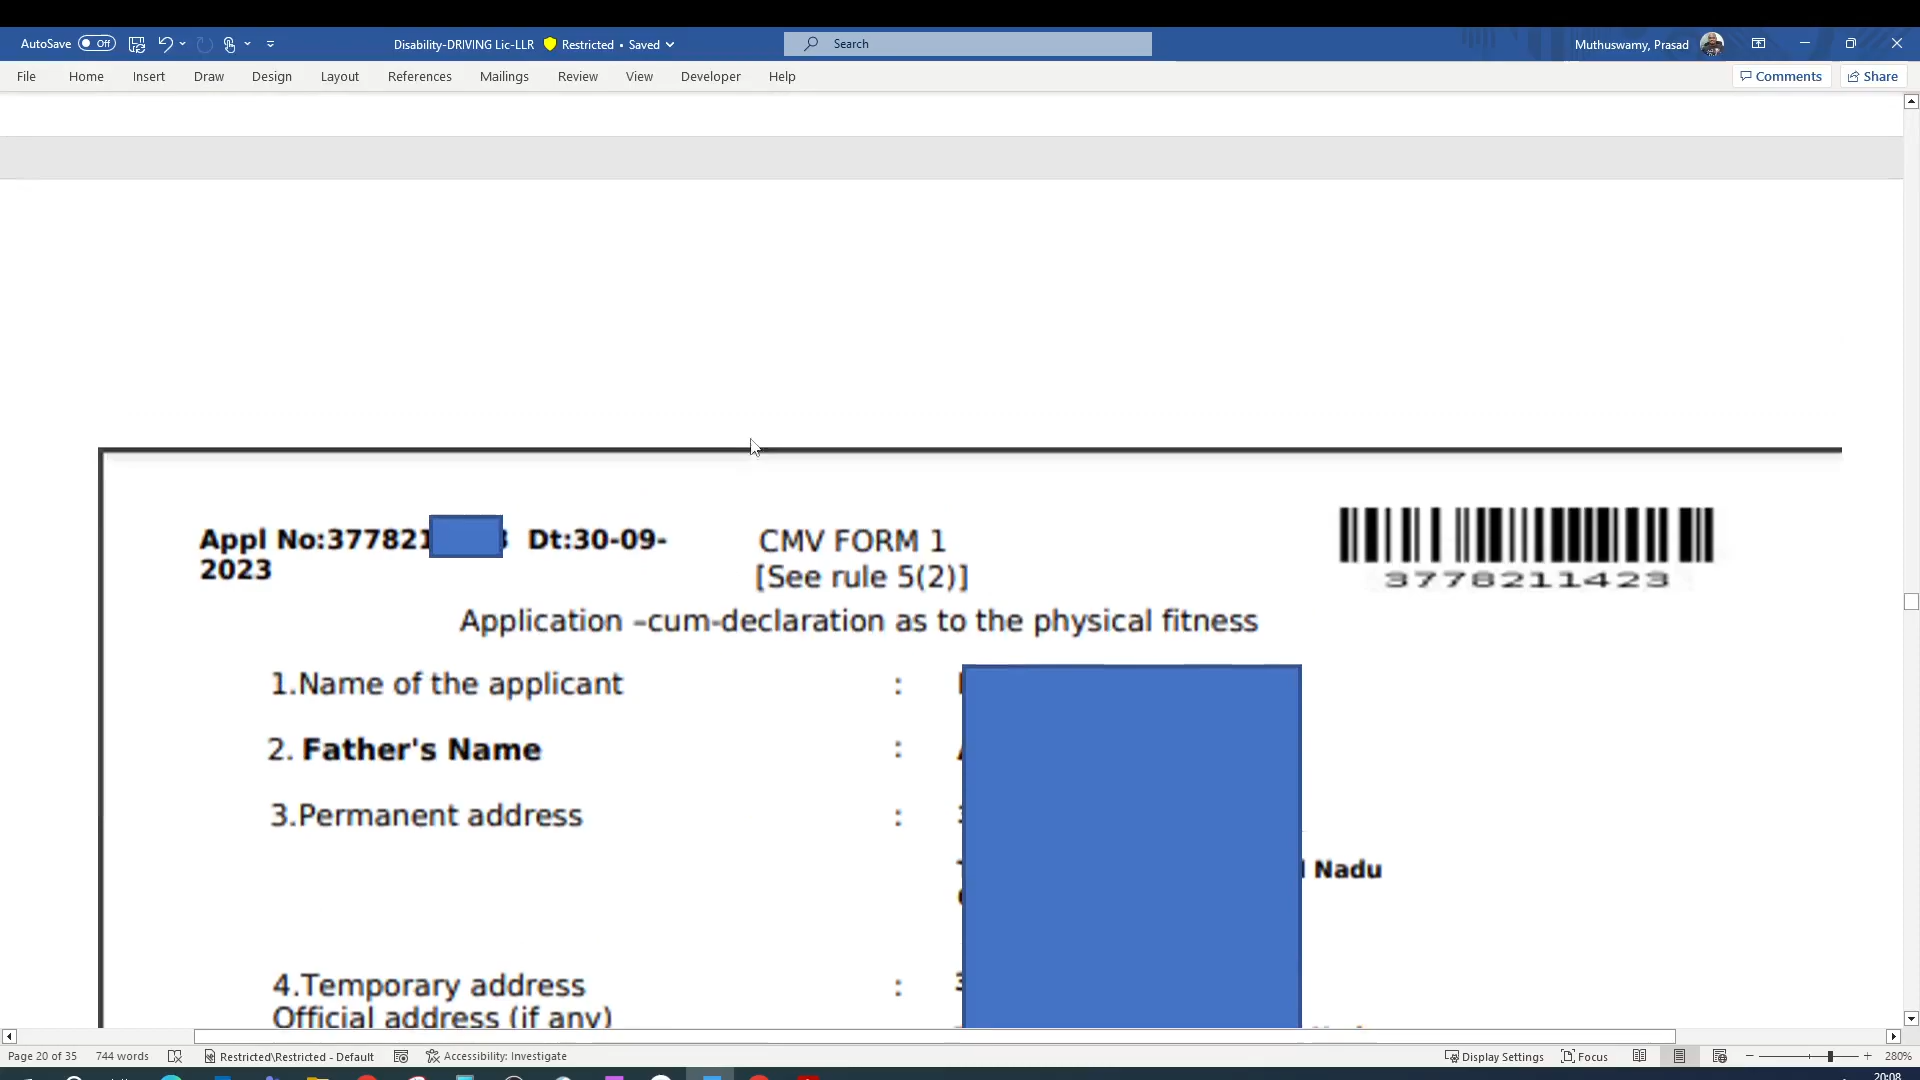 AutoSave Off Disability-DRIVING Lic-LLR Restricted • Saved Search Muthuswamy, Prasad
File Home Insert Draw Design Layout References Mailings Review View Developer Help Comments Share
Appl No:377821 Dt:30-09-
2023
CMV FORM 1
[See rule 5(2)]
3778211423
Application –cum-declaration as to the physical fitness
1.Name of the applicant :
2. Father's Name :
3.Permanent address :
Nadu
4.Temporary address :
Official address (if any)
Page 20 of 35 744 words Restricted\Restricted - Default Accessibility: Investigate Display Settings Focus 280%
20:08